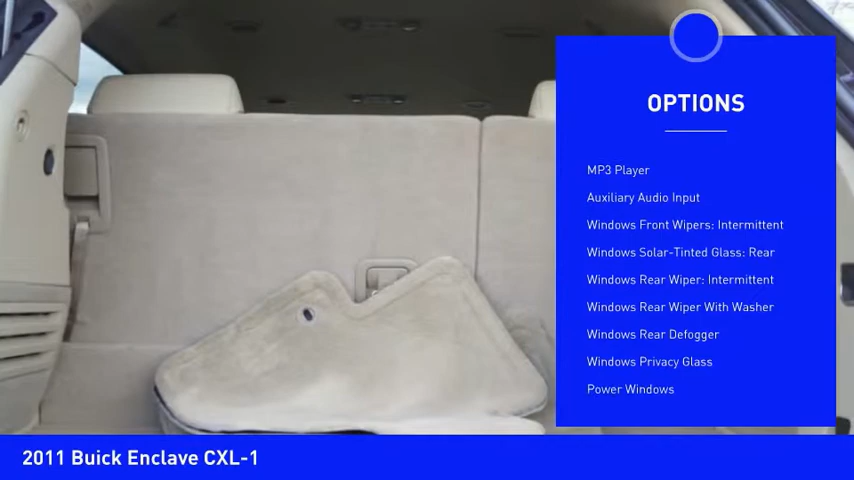 OPTIONS
MP3 Player
Auxiliary Audio Input
Windows Front Wipers: Intermittent
Windows Solar-Tinted Glass: Rear
Windows Rear Wiper: Intermittent
Windows Rear Wiper With Washer
Windows Rear Defogger
Windows Privacy Glass
Power Windows
2011 Buick Enclave CXL-1